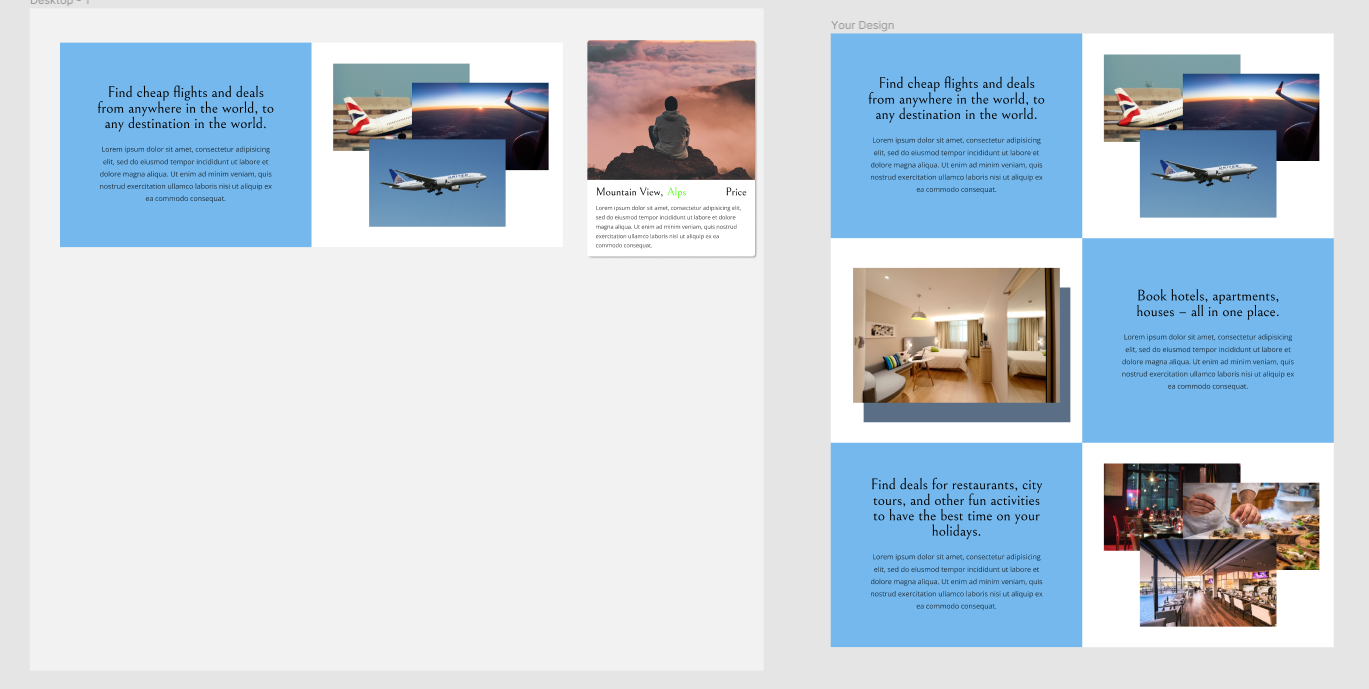 Desktop - 1
Find cheap flights and deals
from anywhere in the world, to
any destination in the world.
Lorem ipsum dolor sit amet, consectetur adipisicing
elit, sed do eiusmod tempor incididunt ut labore et
dolore magna aliqua. Ut enim ad minim veniam, quis
nostrud exercitation ullamco laboris nisi ut aliquip ex
ea commodo consequat.
UNITED
Mountain View, Alps Price
Lorem ipsum dolor sit amet, consectetur adipisicing elit,
sed do eiusmod tempor incididunt ut labore et dolore
magna aliqua. Ut enim ad minim veniam, quis nostrud
exercitation ullamco laboris nisi ut aliquip ex ea
commodo consequat.
Your Design
Find cheap flights and deals
from anywhere in the world, to
any destination in the world.
Lorem ipsum dolor sit amet, consectetur adipisicing
elit, sed do eiusmod tempor incididunt ut labore et
dolore magna aliqua. Ut enim ad minim veniam, quis
nostrud exercitation ullamco laboris nisi ut aliquip ex
ea commodo consequat.
UNITED
Book hotels, apartments,
houses – all in one place.
Lorem ipsum dolor sit amet, consectetur adipisicing
elit, sed do eiusmod tempor incididunt ut labore et
dolore magna aliqua. Ut enim ad minim veniam, quis
nostrud exercitation ullamco laboris nisi ut aliquip ex
ea commodo consequat.
Find deals for restaurants, city
tours, and other fun activities
to have the best time on your
holidays.
Lorem ipsum dolor sit amet, consectetur adipisicing
elit, sed do eiusmod tempor incididunt ut labore et
dolore magna aliqua. Ut enim ad minim veniam, quis
nostrud exercitation ullamco laboris nisi ut aliquip ex
ea commodo consequat.